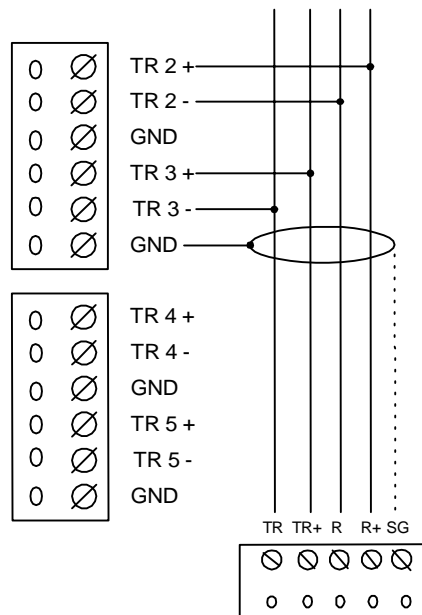 TR 2 +
TR 2 -
GND
TR 3 +
TR 3 -
GND
TR 4 +
TR 4 -
GND
TR 5 +
TR 5 -
GND
TR TR+ R R+ SG